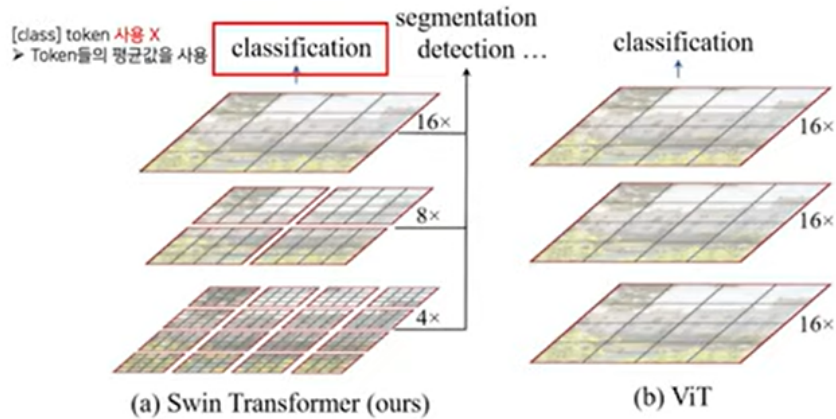 [class] token 사용 X
➤ Token들의 평균값을 사용
classification
segmentation
detection ...
16×
8×
4×
(a) Swin Transformer (ours)
classification
16×
16×
16×
(b) ViT